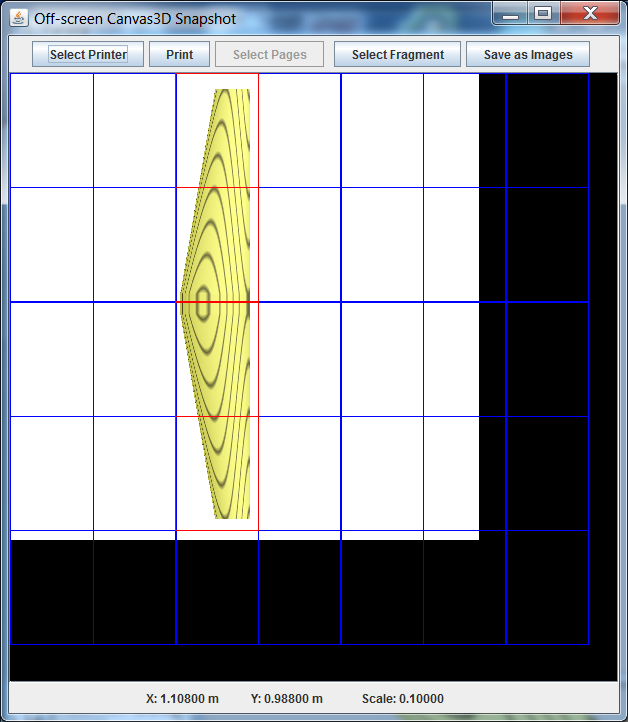 Off-screen Canvas3D Snapshot
Select Printer Print Select Pages Select Fragment Save as Images
X: 1.10800 m Y: 0.98800 m Scale: 0.10000